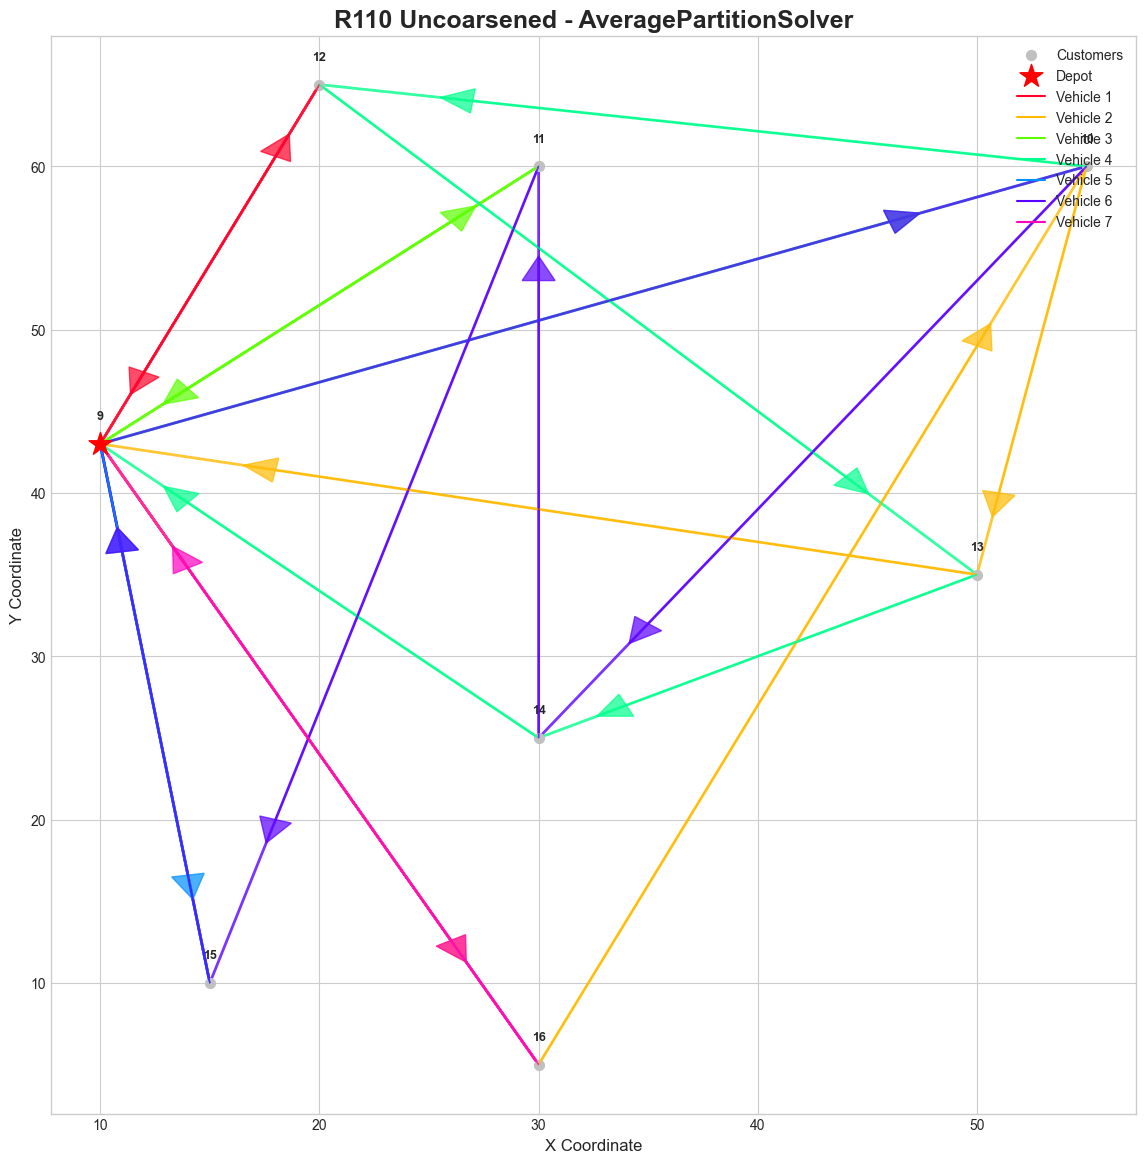 R110 Uncoarsened - AveragePartitionSolver
Customers
Depot
Vehicle 1
Vehicle 2
Vehicle 3
Vehicle 4
Vehicle 5
Vehicle 6
Vehicle 7
12
11
10
9
13
14
15
16
60
50
40
30
20
10
Y Coordinate
10
20
30
40
50
X Coordinate